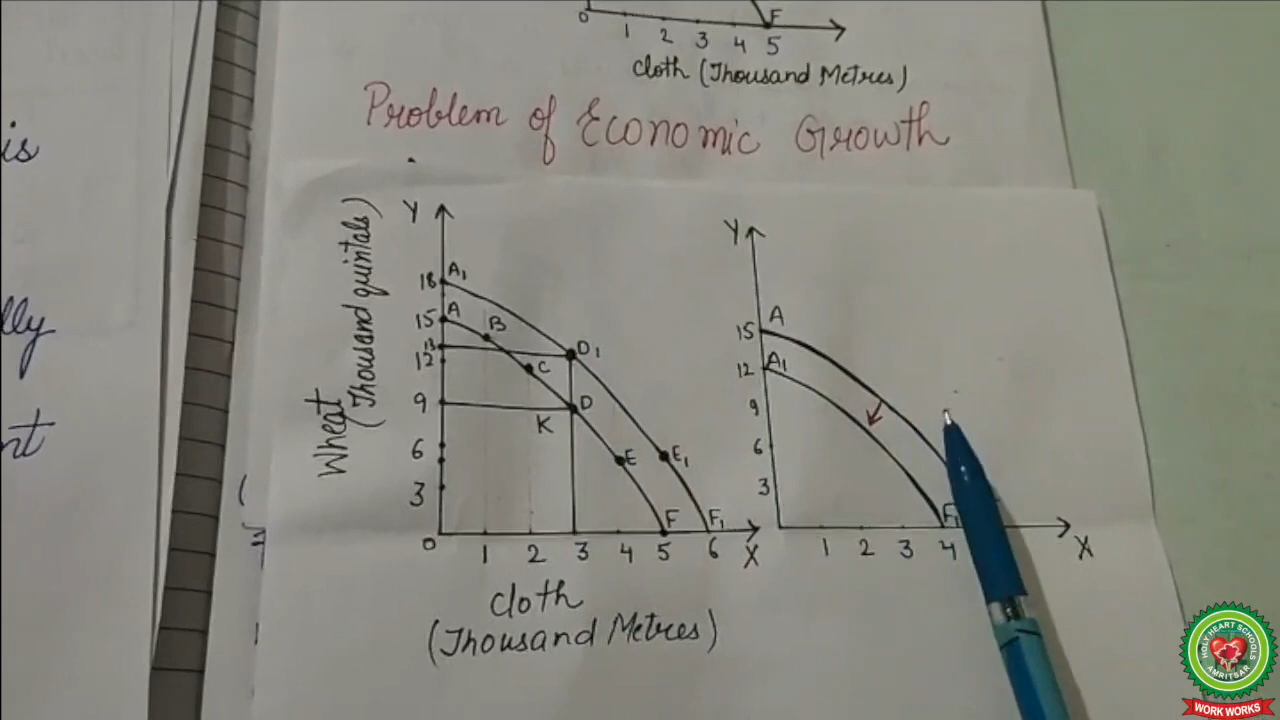 F
0 1 2 3 4 5
cloth (Thousand Metres)
Problem of Economic Growth
is
lly
nt
Wheat
(Thousand quintals)
Y
18 A1
15 A
B
13
12
D1
C
9
D
K
6
E
E1
3
F
F1
0 1 2 3 4 5 6 X
cloth
(Thousand Metres)
Y
15 A
12 A1
9
6
3
F1
1 2 3 4 X
HOLY HEART SCHOOLS
AMRITSAR
WORK WORKS